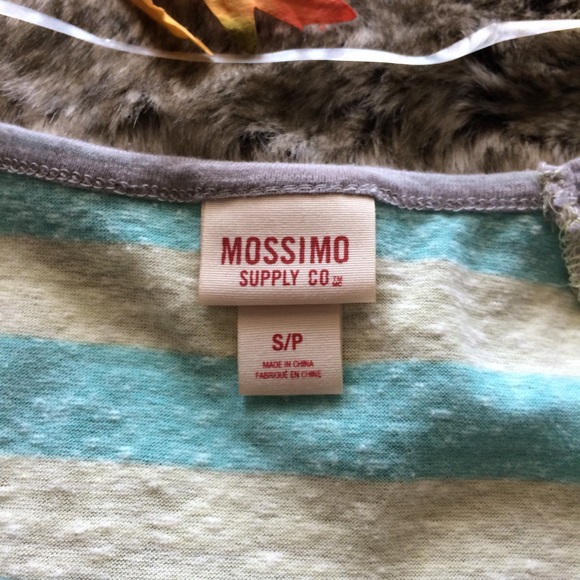 MOSSIMO
SUPPLY CO
S/P
MADE IN CHINA
FABRIQUÉ EN CHINE